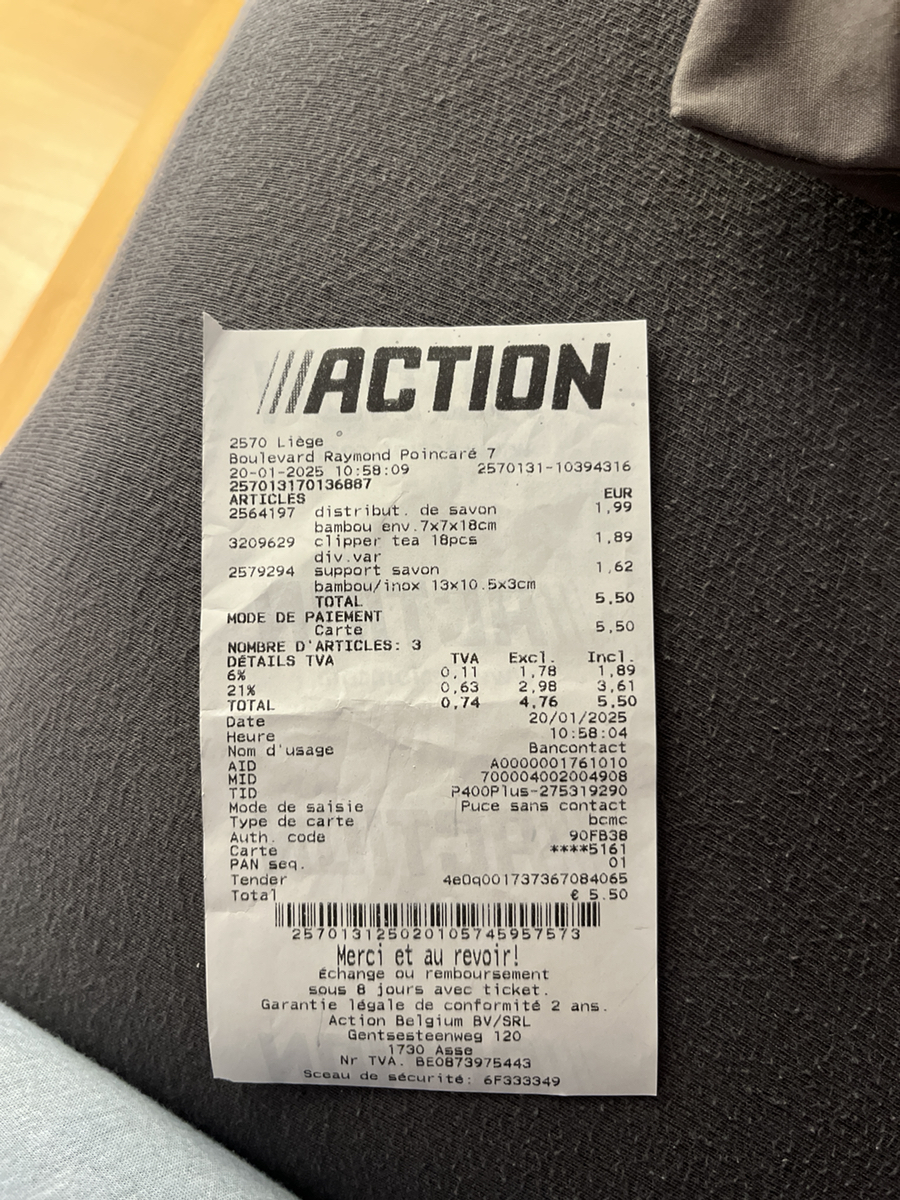 ACTION
2570 Liège
Boulevard Raymond Poincaré 7
20-01-2025 10:58:09 2570131-10394316
257013170136887
ARTICLES EUR
2564197 distribut. de savon 1,99
bambou env.7x7x18cm
3209629 clipper tea 18pcs 1,89
div.var
2579294 support savon 1,62
bambou/inox 13x10.5x3cm
TOTAL 5,50
MODE DE PAIEMENT
Carte 5,50
NOMBRE D'ARTICLES: 3
DÉTAILS TVA TVA Excl. Incl.
6% 0,11 1,78 1,89
21% 0,63 2,98 3,61
TOTAL 0,74 4,76 5,50
Date 20/01/2025
Heure 10:58:04
Nom d'usage Bancontact
AID A0000001761010
MID 700004002004908
TID P400Plus-275319290
Mode de saisie Puce sans contact
Type de carte bcmc
Auth. code 90FB38
Carte ****5161
PAN seq. 01
Tender 4e0q001737367084065
Total € 5.50
257013125020105745957573
Merci et au revoir!
Échange ou remboursement
sous 8 jours avec ticket.
Garantie légale de conformité 2 ans.
Action Belgium BV/SRL
Gentsesteenweg 120
1730 Asse
Nr TVA. BE0873975443
Sceau de sécurité: 6F333349